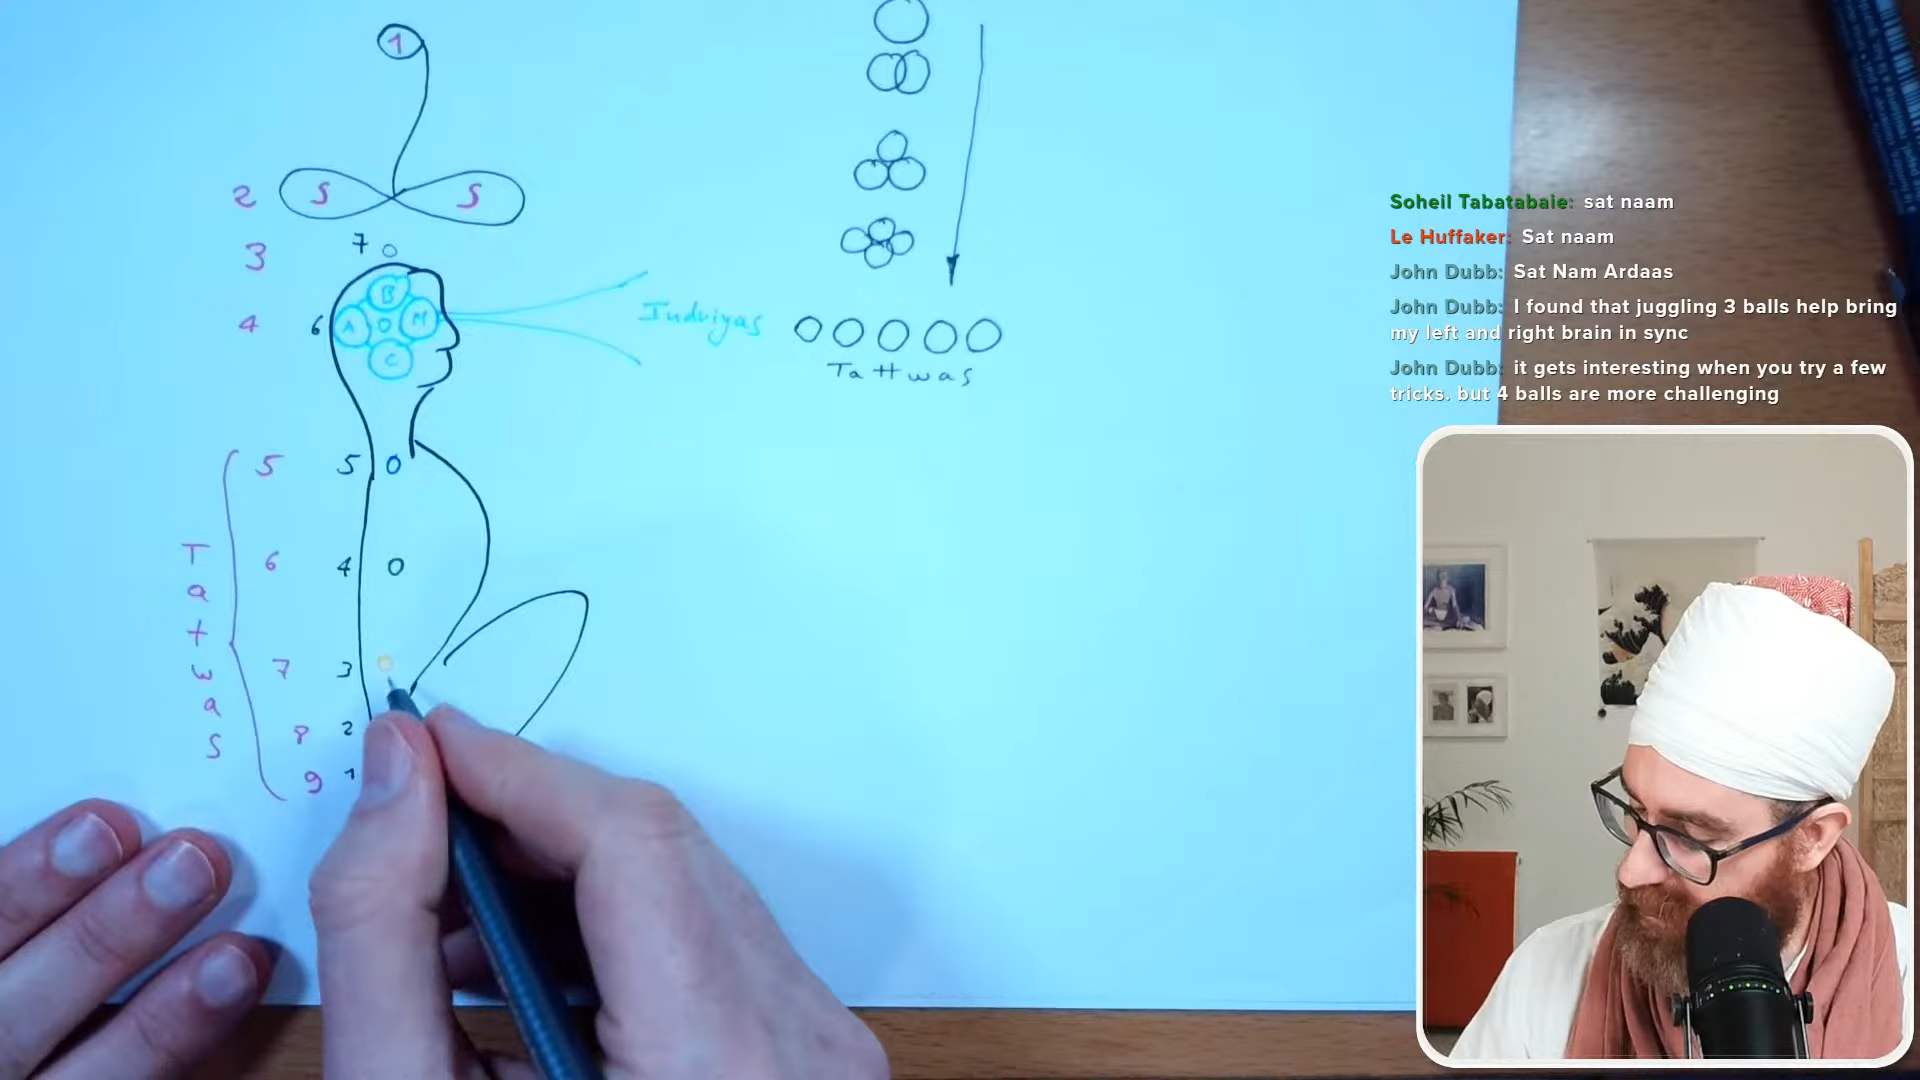 1
2 S S
3 7
4 6 B A M C Indriyas
Tattwas
5 5
6 4
7 3
8 2
9 1
Tatwas
Soheil Tabatabaie: sat naam
Le Huffaker: Sat naam
John Dubb: Sat Nam Ardaas
John Dubb: I found that juggling 3 balls help bring
my left and right brain in sync
John Dubb: it gets interesting when you try a few
tricks. but 4 balls are more challenging